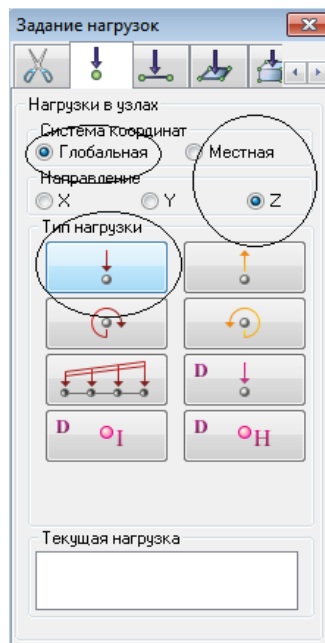 Задание нагрузок
Нагрузки в узлах
Система координат
Глобальная Местная
Направление
X Y Z
Тип нагрузки
D
D I D H
Текущая нагрузка